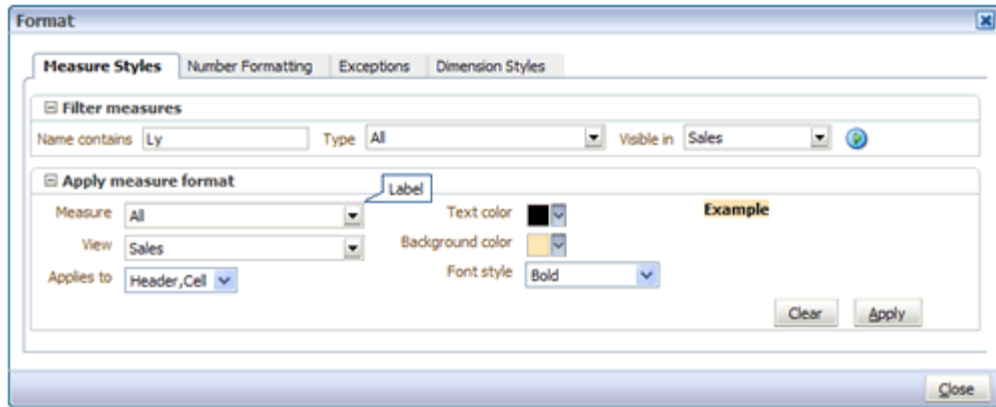 Format
Measure Styles Number Formatting Exceptions Dimension Styles
Filter measures
Name contains Ly Type All Visible in Sales
Apply measure format
Label
Measure All Text color Example
View Sales Background color
Applies to Header,Cell Font style Bold
Clear Apply
Close